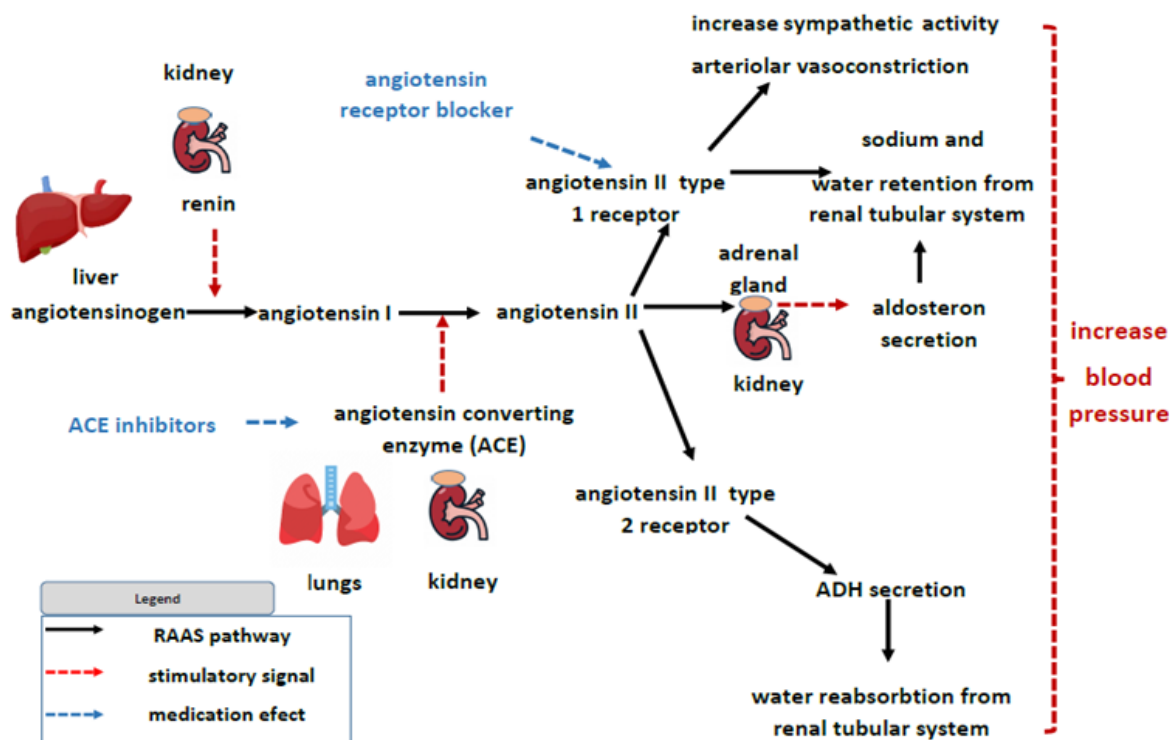 increase sympathetic activity
arteriolar vasoconstriction
kidney
renin
angiotensin
receptor blocker
sodium and
water retention from
renal tubular system
angiotensin II type
1 receptor
liver
angiotensinogen
angiotensin I
angiotensin II
adrenal
gland
kidney
aldosteron
secretion
increase
blood
pressure
ACE inhibitors
angiotensin converting
enzyme (ACE)
lungs
kidney
angiotensin II type
2 receptor
ADH secretion
water reabsorbtion from
renal tubular system
Legend
RAAS pathway
stimulatory signal
medication efect